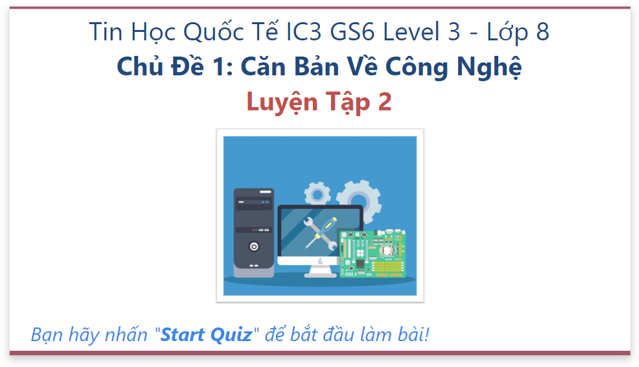 Tin Học Quốc Tế IC3 GS6 Level 3 - Lớp 8
Chủ Đề 1: Căn Bản Về Công Nghệ
Luyện Tập 2
Bạn hãy nhấn "Start Quiz" để bắt đầu làm bài!